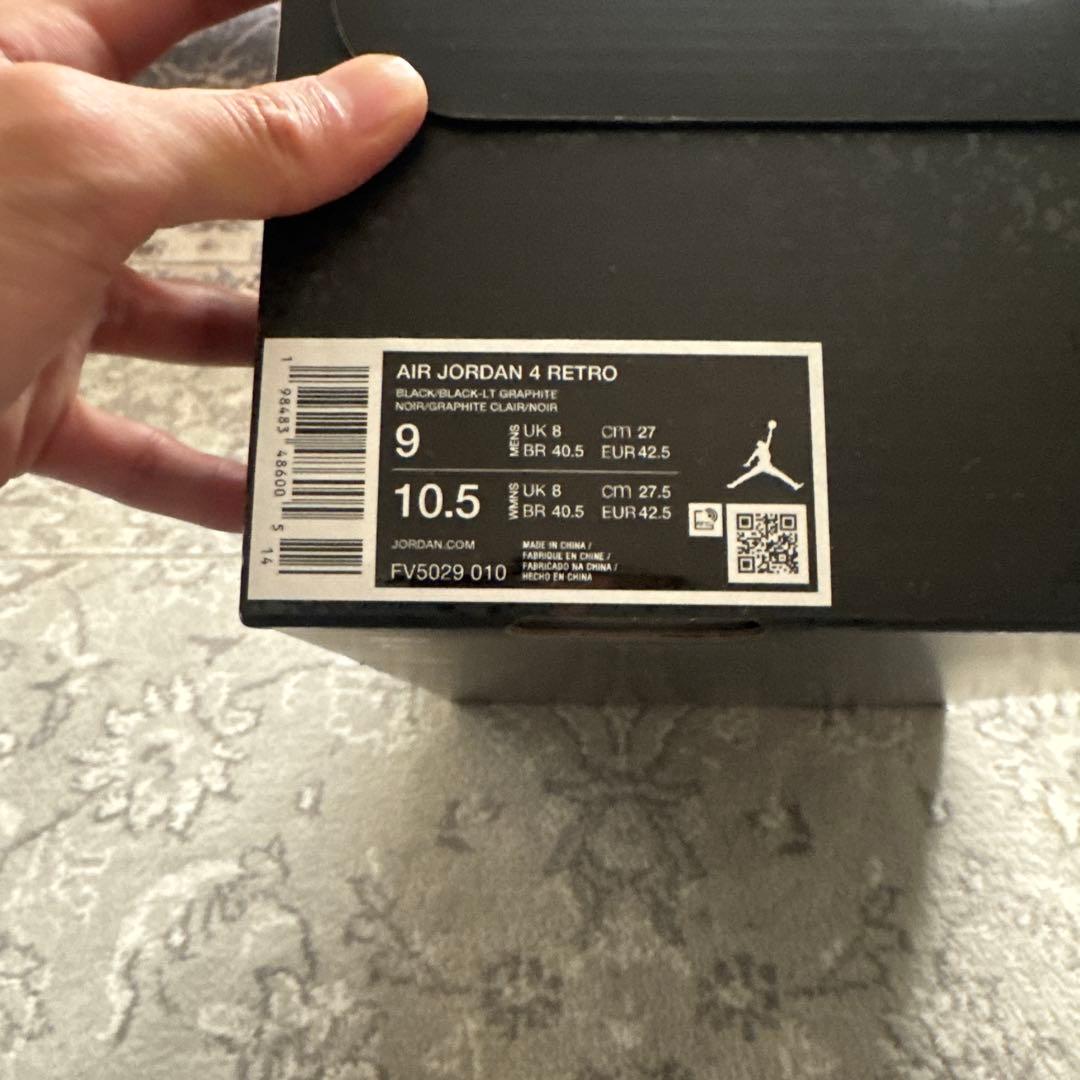 AIR JORDAN 4 RETRO
BLACK/BLACK-LT GRAPHITE
NOIR/GRAPHITE CLAIR/NOIR
9 MENS UK 8 cm 27
BR 40.5 EUR 42.5
10.5 WMNS UK 8 cm 27.5
BR 40.5 EUR 42.5
JORDAN.COM
FV5029 010
MADE IN CHINA /
FABRIQUE EN CHINE /
FABRICADO NA CHINA /
HECHO EN CHINA
1 98483 48600 5 14